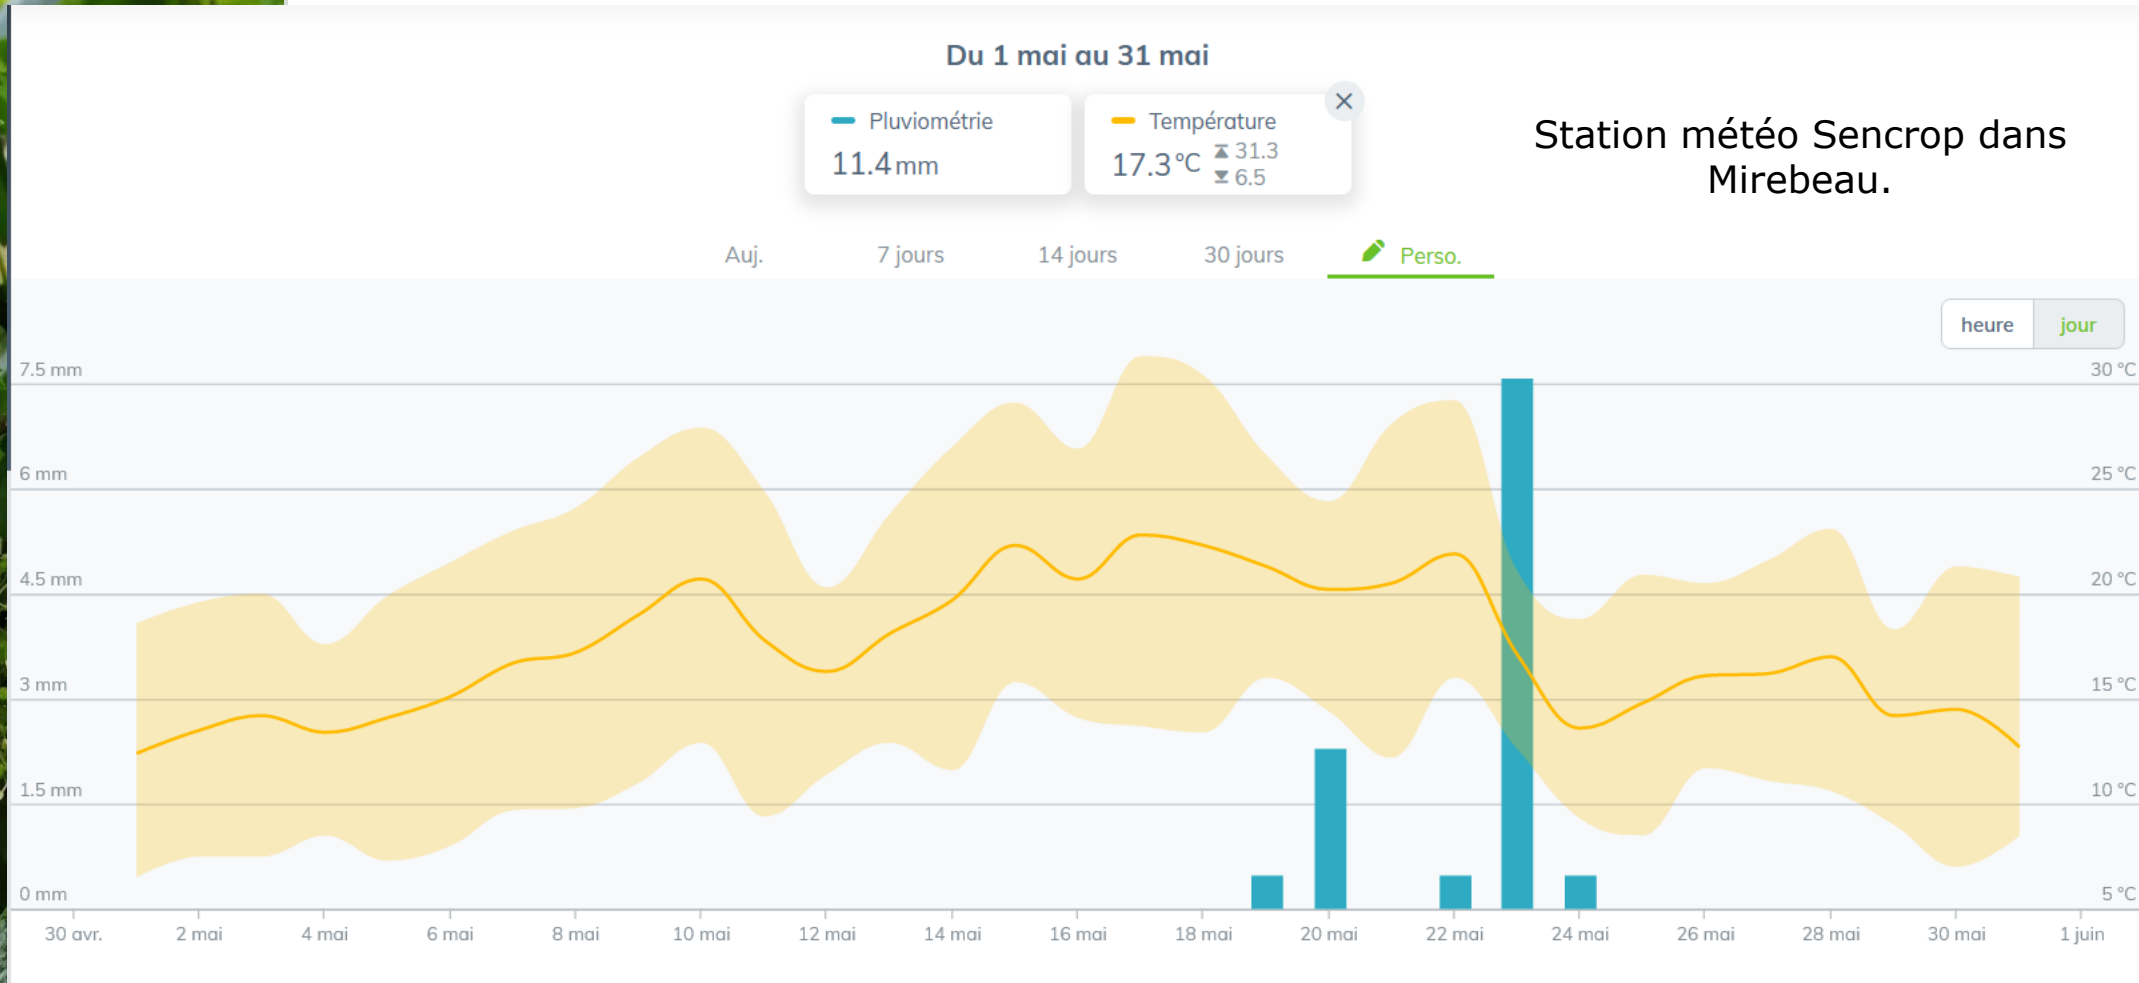 Du 1 mai au 31 mai
Pluviométrie
11.4 mm
Température
17.3 °C
31.3
6.5
Station météo Sencrop dans
Mirebeau.
Auj.
7 jours
14 jours
30 jours
Perso.
heure
jour
7.5 mm
30 °C
6 mm
25 °C
4.5 mm
20 °C
3 mm
15 °C
1.5 mm
10 °C
0 mm
5 °C
30 avr. 2 mai 4 mai 6 mai 8 mai 10 mai 12 mai 14 mai 16 mai 18 mai 20 mai 22 mai 24 mai 26 mai 28 mai 30 mai 1 juin